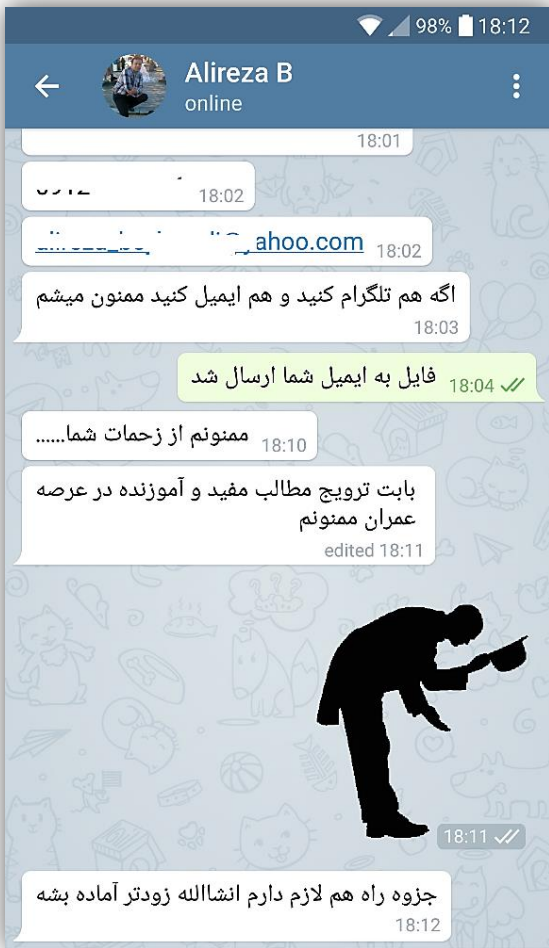 98% 18:12
Alireza B
online
18:01
18:02
ahoo.com 18:02
اگه هم تلگرام کنید و هم ایمیل کنید ممنون میشم
18:03
فایل به ایمیل شما ارسال شد 18:04
ممنونم از زحمات شما...... 18:10
بابت ترویج مطالب مفید و آموزنده در عرصه
عمران ممنونم
edited 18:11
18:11
جزوه راه هم لازم دارم انشاالله زودتر آماده بشه
18:12